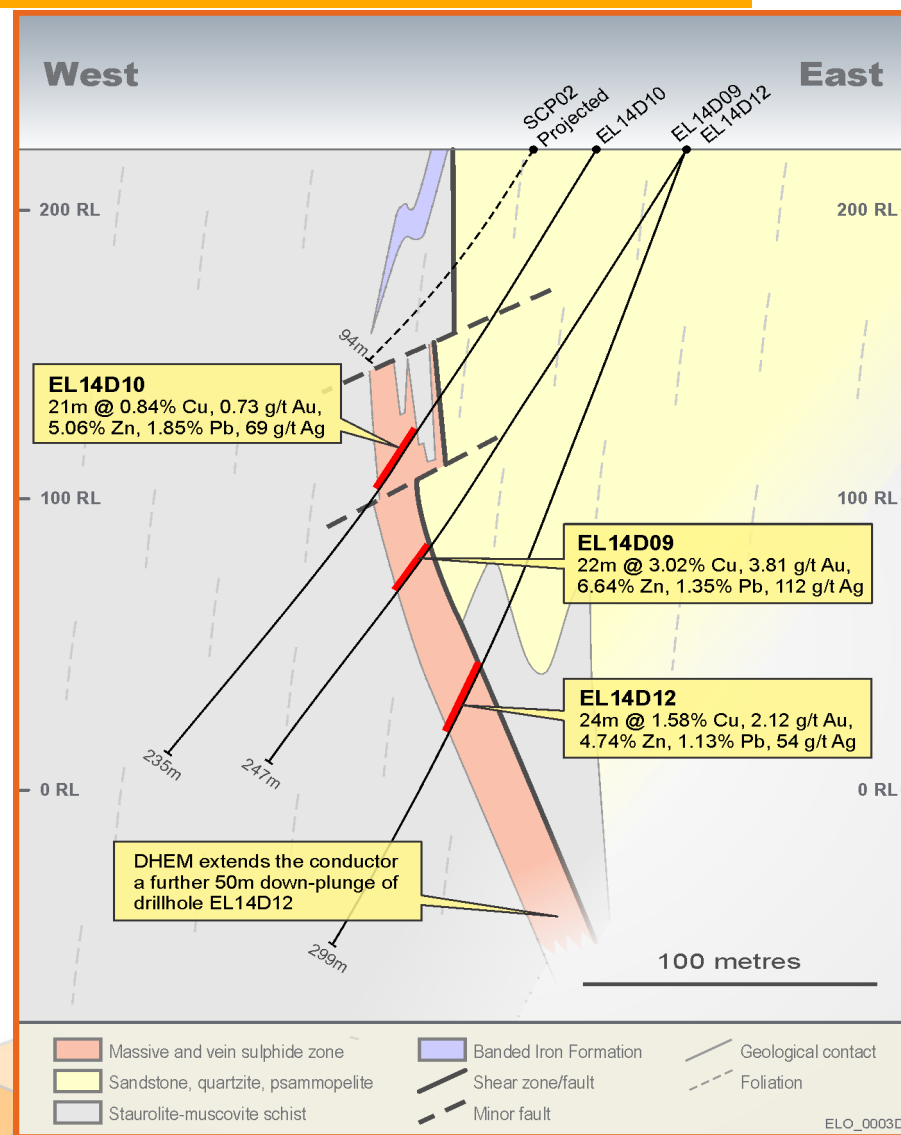 West
East
SCP02
Projected
EL14D10
EL14D09
EL14D12
200 RL
200 RL
94m
EL14D10
21m @ 0.84% Cu, 0.73 g/t Au,
5.06% Zn, 1.85% Pb, 69 g/t Ag
100 RL
100 RL
EL14D09
22m @ 3.02% Cu, 3.81 g/t Au,
6.64% Zn, 1.35% Pb, 112 g/t Ag
EL14D12
24m @ 1.58% Cu, 2.12 g/t Au,
4.74% Zn, 1.13% Pb, 54 g/t Ag
235m
247m
0 RL
0 RL
DHEM extends the conductor
a further 50m down-plunge of
drillhole EL14D12
299m
100 metres
Massive and vein sulphide zone
Sandstone, quartzite, psammopelite
Staurolite-muscovite schist
Banded Iron Formation
Shear zone/fault
Minor fault
Geological contact
Foliation
ELO_0003D